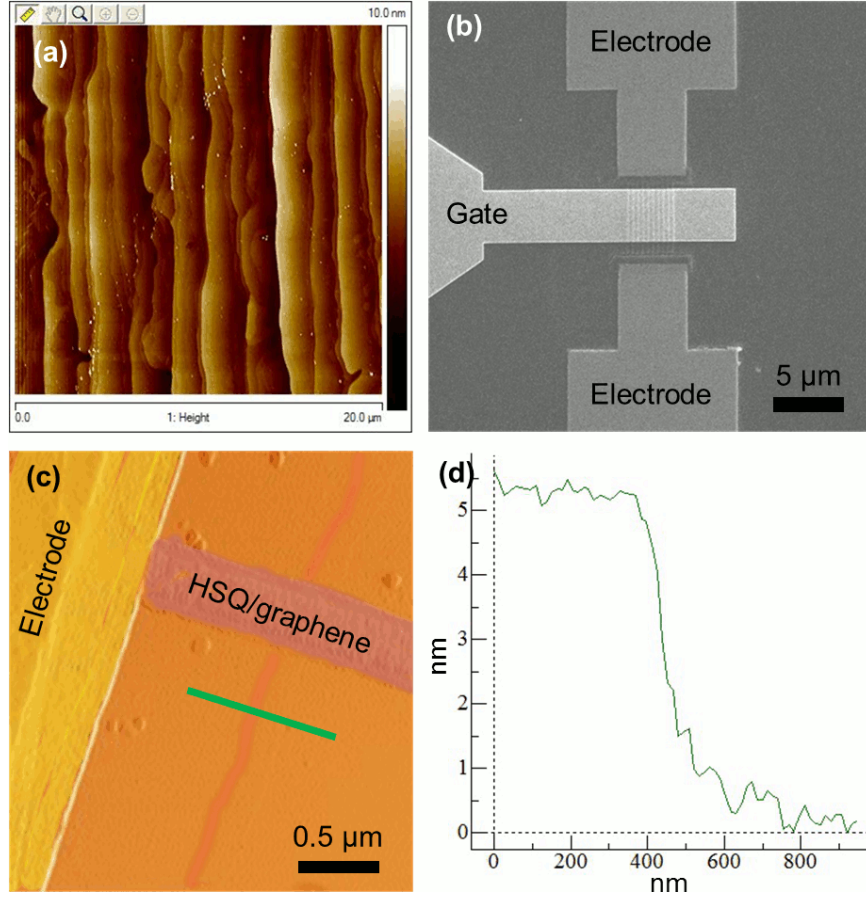 10.0 nm
(a)
0.0
1: Height
20.0 µm
(b)
Electrode
Gate
Electrode
5 µm
(c)
Electrode
HSQ/graphene
0.5 µm
(d)
5
4
3
2
1
0
nm
0
200
400
600
800
nm